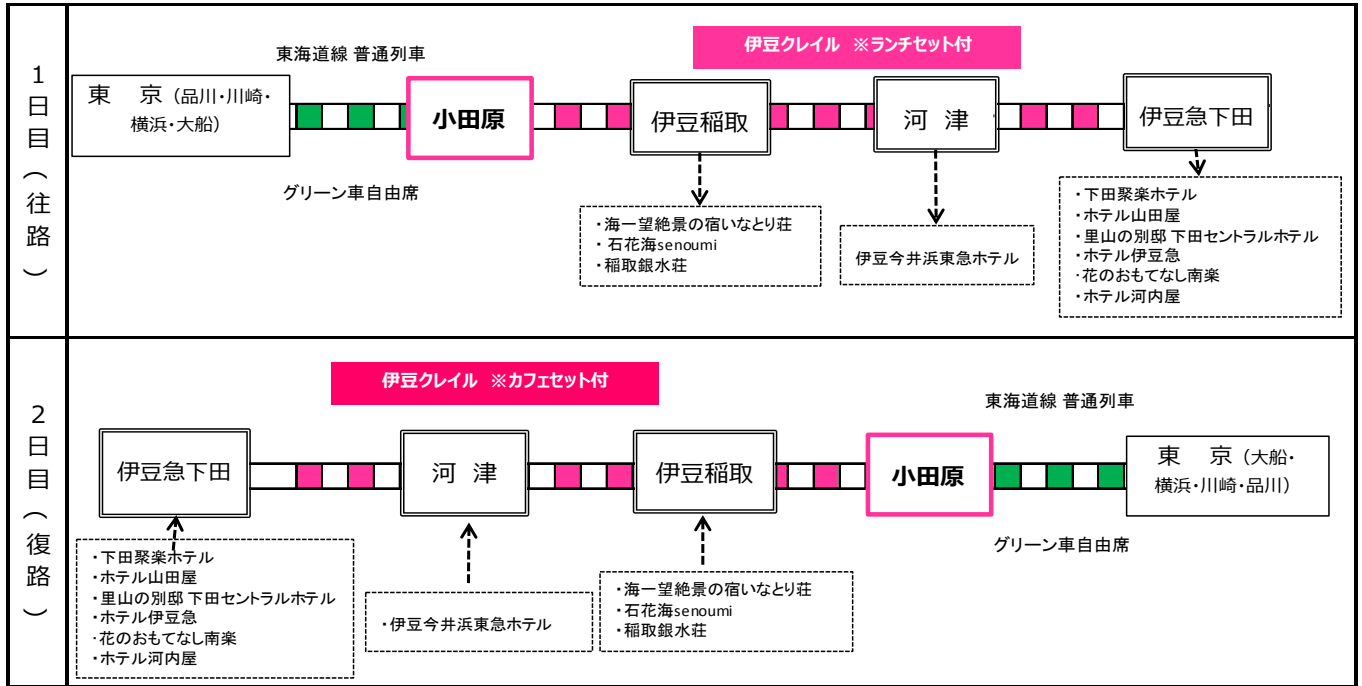 1日目(往路)
伊豆クレイル ※ランチセット付
東海道線 普通列車
東 京(品川・川崎・
横浜・大船)
小田原
伊豆稲取
河 津
伊豆急下田
グリーン車自由席
・海一望絶景の宿いなとり荘
・石花海senoumi
・稲取銀水荘
伊豆今井浜東急ホテル
・下田聚楽ホテル
・ホテル山田屋
・里山の別邸 下田セントラルホテル
・ホテル伊豆急
・花のおもてなし南楽
・ホテル河内屋
2日目(復路)
伊豆クレイル ※カフェセット付
東海道線 普通列車
伊豆急下田
河 津
伊豆稲取
小田原
東 京(大船・
横浜・川崎・品川)
グリーン車自由席
・下田聚楽ホテル
・ホテル山田屋
・里山の別邸 下田セントラルホテル
・ホテル伊豆急
・花のおもてなし南楽
・ホテル河内屋
・伊豆今井浜東急ホテル
・海一望絶景の宿いなとり荘
・石花海senoumi
・稲取銀水荘